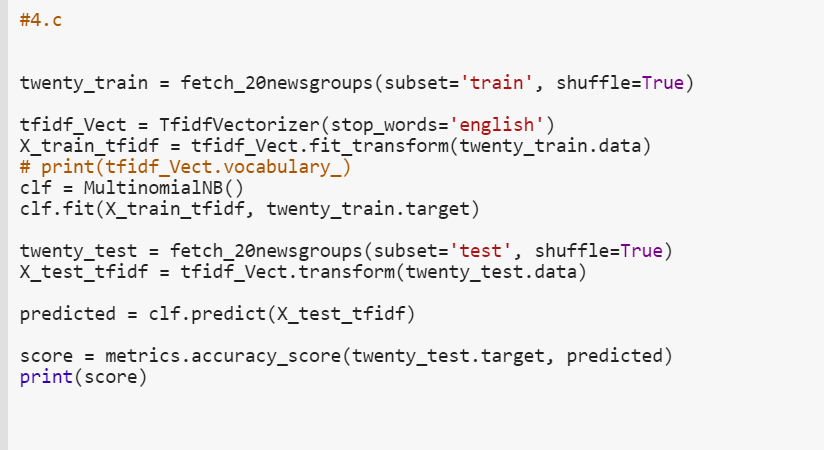 #4.c
twenty_train = fetch_20newsgroups(subset='train', shuffle=True)
tfidf_Vect = TfidfVectorizer(stop_words='english')
X_train_tfidf = tfidf_Vect.fit_transform(twenty_train.data)
# print(tfidf_Vect.vocabulary_)
clf = MultinomialNB()
clf.fit(X_train_tfidf, twenty_train.target)
twenty_test = fetch_20newsgroups(subset='test', shuffle=True)
X_test_tfidf = tfidf_Vect.transform(twenty_test.data)
predicted = clf.predict(X_test_tfidf)
score = metrics.accuracy_score(twenty_test.target, predicted)
print(score)